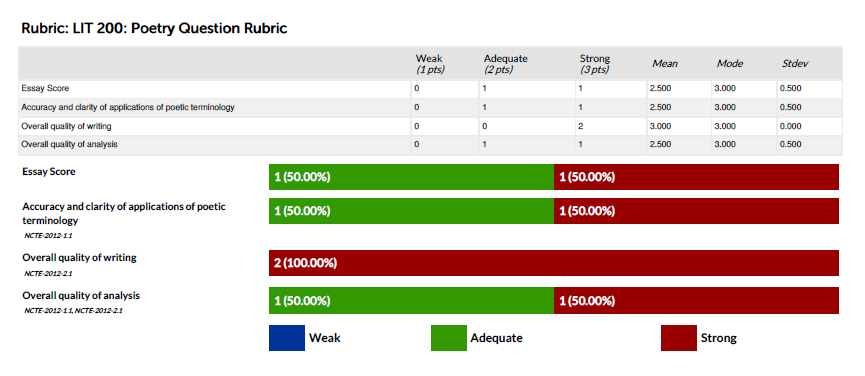 Rubric: LIT 200: Poetry Question Rubric
Weak Adequate Strong Mean Mode Stdev
(1 pts) (2 pts) (3 pts)
Essay Score 0 1 1 2.500 3.000 0.500
Accuracy and clarity of applications of poetic terminology 0 1 1 2.500 3.000 0.500
Overall quality of writing 0 0 2 3.000 3.000 0.000
Overall quality of analysis 0 1 1 2.500 3.000 0.500
Essay Score 1 (50.00%) 1 (50.00%)
Accuracy and clarity of applications of poetic 1 (50.00%) 1 (50.00%)
terminology
NCTE-2012-1.1
Overall quality of writing 2 (100.00%)
NCTE-2012-2.1
Overall quality of analysis 1 (50.00%) 1 (50.00%)
NCTE-2012-1.1, NCTE-2012-2.1
Weak Adequate Strong